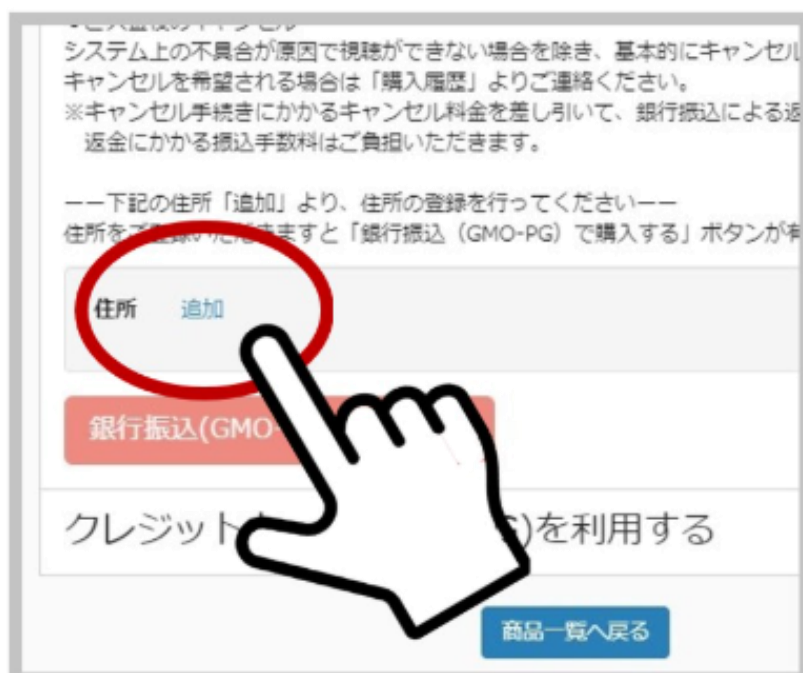 システム上の不具合が原因で視聴ができない場合を除き、基本的にキャンセル
キャンセルを希望される場合は「購入履歴」よりご連絡ください。
※キャンセル手続きにかかるキャンセル料金を差し引いて、銀行振込による返
返金にかかる振込手数料はご負担いただきます。
ーー下記の住所「追加」より、住所の登録を行ってくださいーー
住所をご登録いただきますと「銀行振込(GMO-PG)で購入する」ボタンが有
住所 追加
銀行振込(GMO-
クレジット
S)を利用する
商品一覧へ戻る